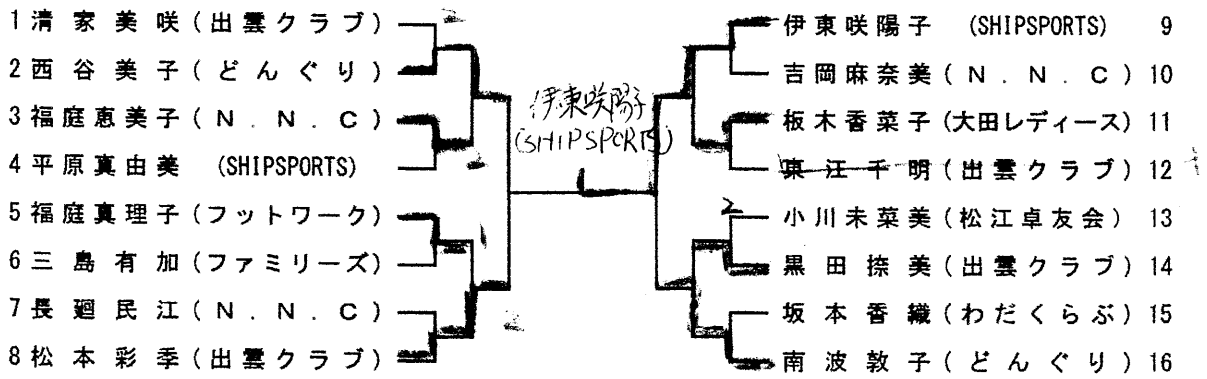 1 清家美咲(出雲クラブ)
2 西谷美子(どんぐり)
3 福庭恵美子(N.N.C)
4 平原真由美 (SHIPSPORTS)
5 福庭真理子(フットワーク)
6 三島有加(ファミリーズ)
7 長廻民江(N.N.C)
8 松本彩季(出雲クラブ)
伊東咲陽子
(SHIPSPORTS)
伊東咲陽子 (SHIPSPORTS) 9
吉岡麻奈美(N.N.C) 10
板木香菜子(大田レディース) 11
東江千明(出雲クラブ) 12
2
小川未菜美(松江卓友会) 13
黒田捺美(出雲クラブ) 14
坂本香織(わだくらぶ) 15
南波敦子(どんぐり) 16